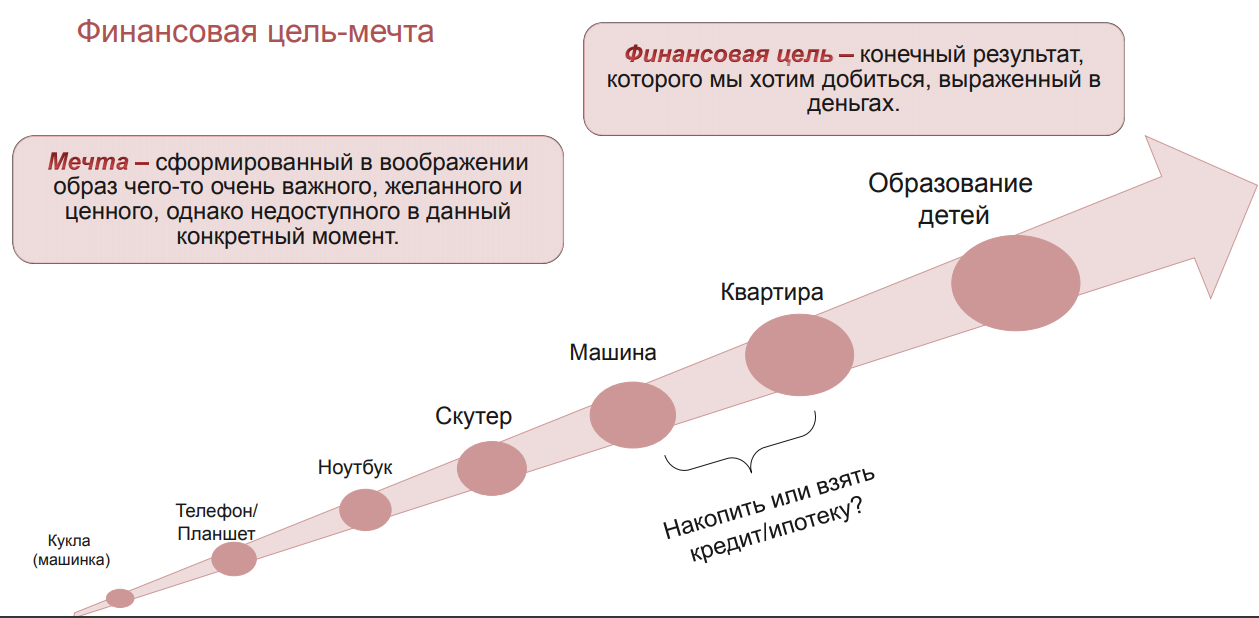 Финансовая цель-мечта
Финансовая цель – конечный результат,
которого мы хотим добиться, выраженный в
деньгах.
Мечта – сформированный в воображении
образ чего-то очень важного, желанного и
ценного, однако недоступного в данный
конкретный момент.
Образование
детей
Квартира
Машина
Скутер
Ноутбук
Телефон/
Планшет
Кукла
(машинка)
Накопить или взять
кредит/ипотеку?